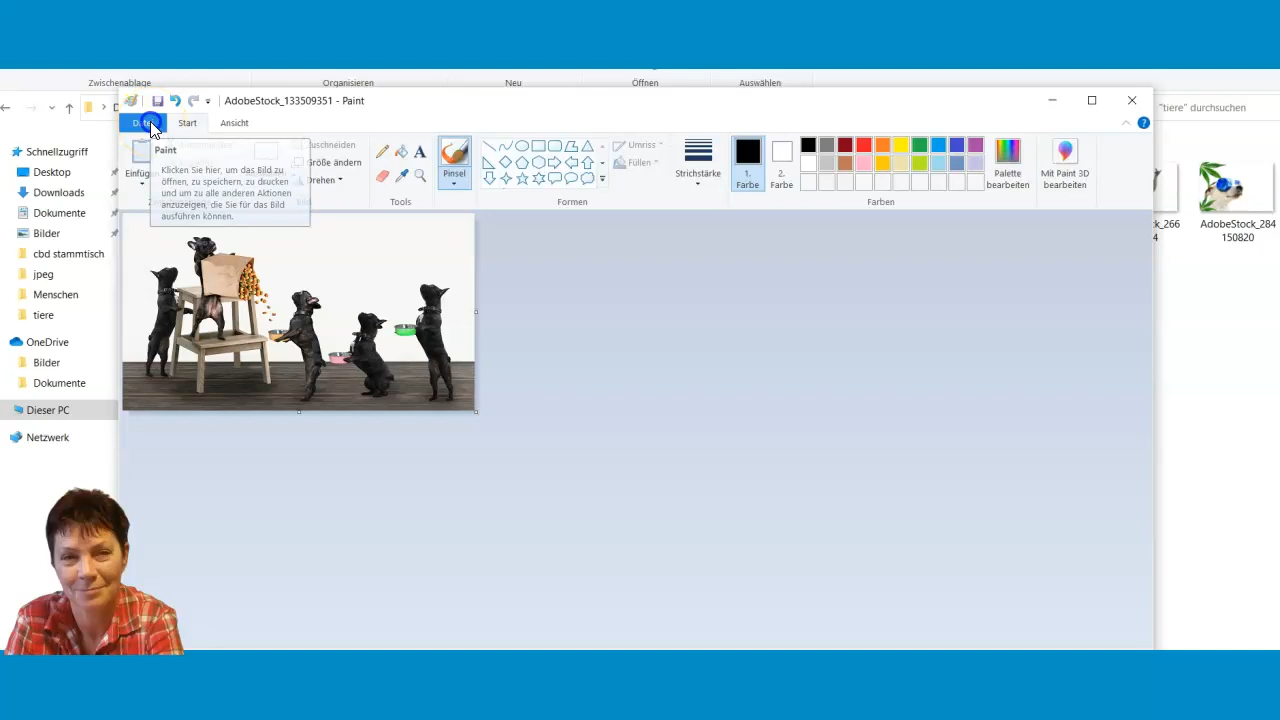 Zwischenablage
Organisieren
Neu
Öffnen
Auswählen
AdobeStock_133509351 - Paint
"tiere" durchsuchen
Start
Ansicht
Paint
Klicken Sie hier, um das Bild zu
öffnen, zu speichern, zu drucken
und um zu alle anderen Aktionen
anzuzeigen, die Sie für das Bild
ausführen können.
Größe ändern
Drehen
Tools
Pinsel
Umriss
Füllen
Formen
Strichstärke
1.
Farbe
2.
Farbe
Palette
bearbeiten
Mit Paint 3D
bearbeiten
Farben
Schnellzugriff
Desktop
Downloads
Dokumente
Bilder
cbd stammtisch
jpeg
Menschen
tiere
OneDrive
Bilder
Dokumente
Dieser PC
Netzwerk
AdobeStock_284
150820